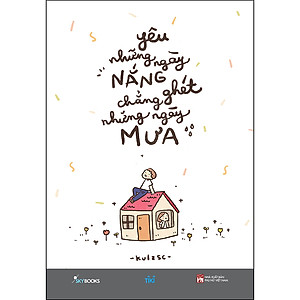 yêu
những ngày
NẮNG
chẳng ghét
những ngày
MƯA
-kulzsc-
SKYBOOKS
tiki
NHÀ XUẤT BẢN
PHỤ NỮ VIỆT NAM